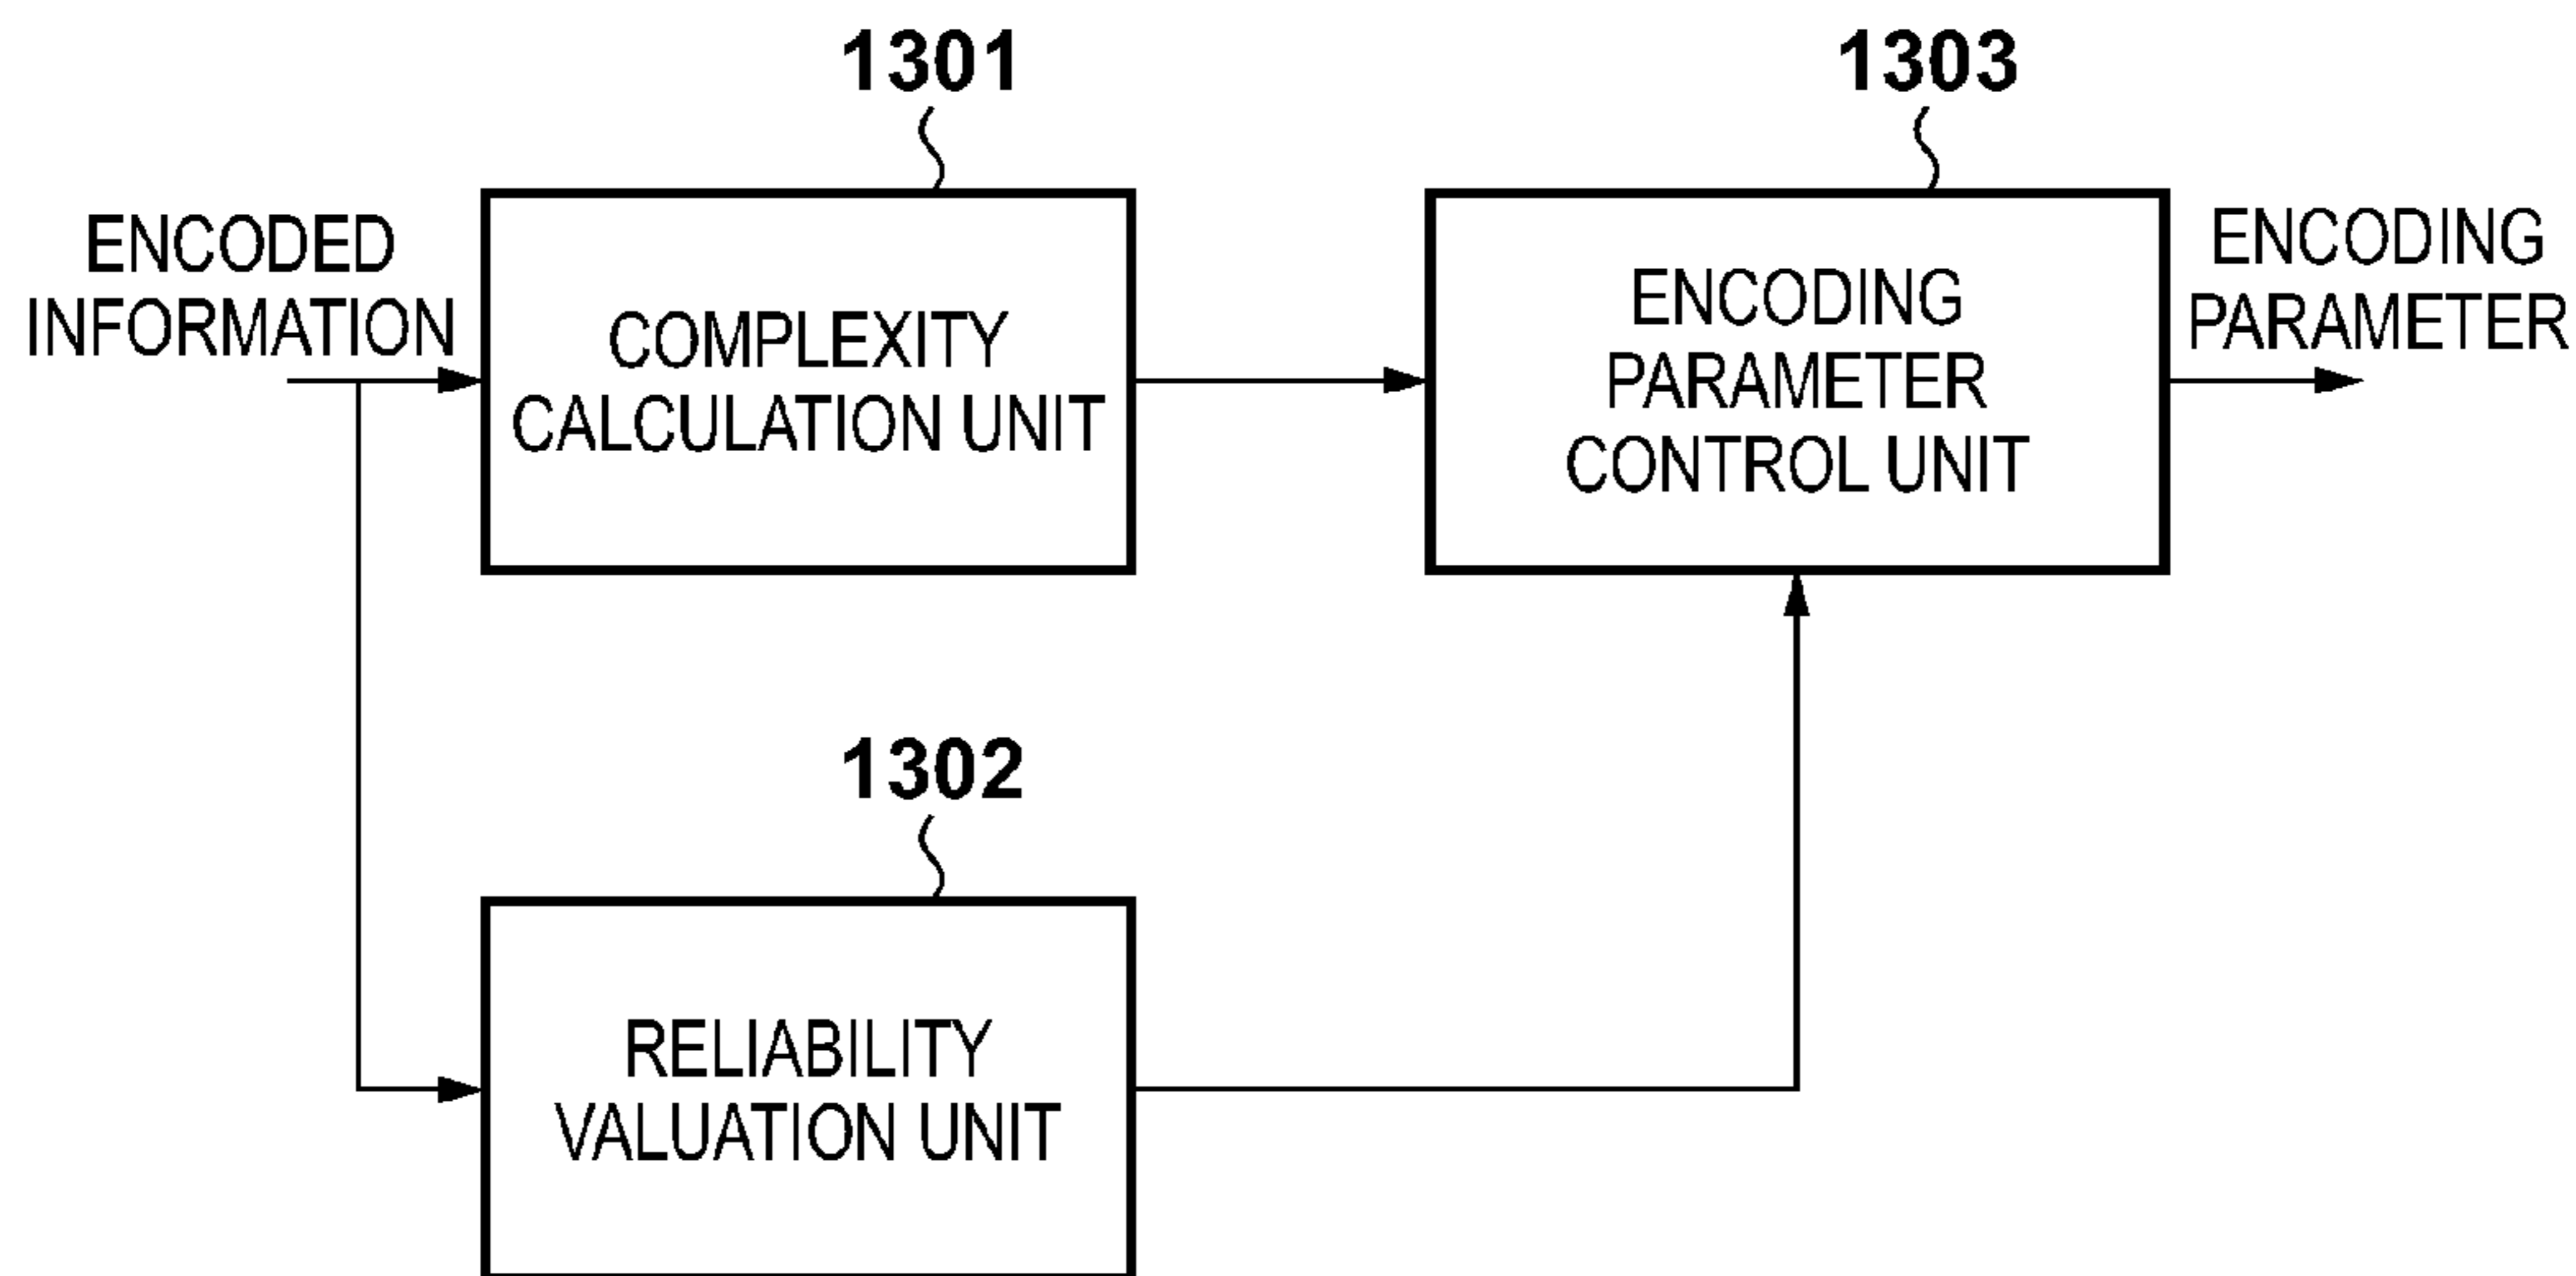 1301
1303
ENCODED
INFORMATION
COMPLEXITY
CALCULATION UNIT
ENCODING
PARAMETER
CONTROL UNIT
ENCODING
PARAMETER
1302
RELIABILITY
VALUATION UNIT